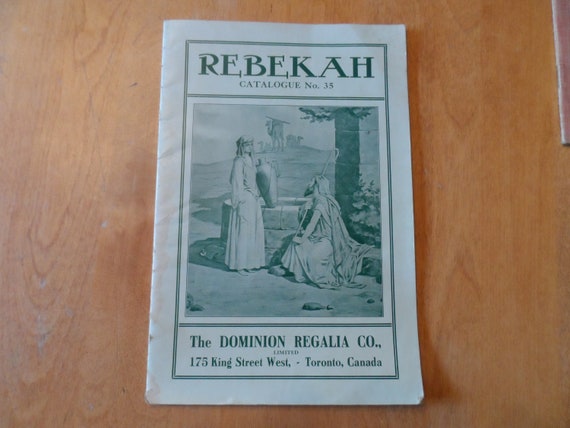 REBEKAH
CATALOGUE No. 35
The DOMINION REGALIA CO.,
LIMITED
175 King Street West, - Toronto, Canada